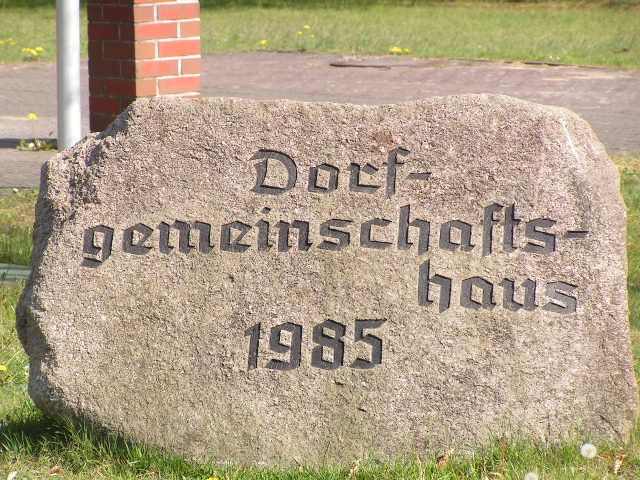 Dorf-
gemeinschafts-
haus
1985